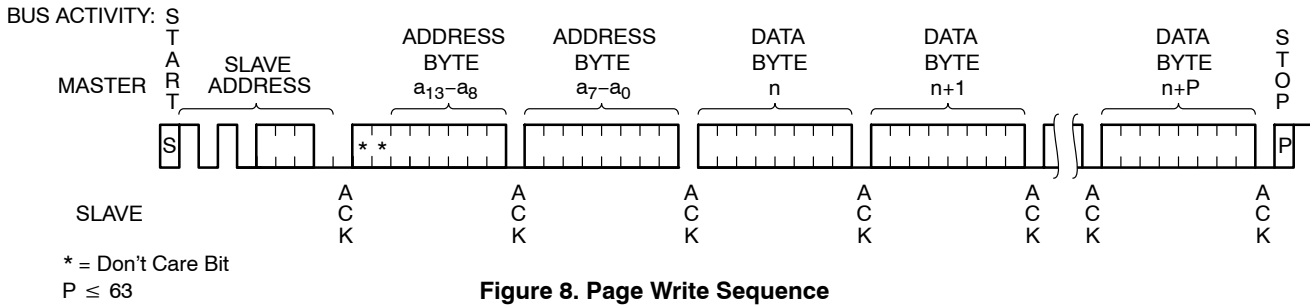 BUS ACTIVITY:
MASTER
START
SLAVE
ADDRESS
ADDRESS
BYTE
a13–a8
ADDRESS
BYTE
a7–a0
DATA
BYTE
n
DATA
BYTE
n+1
DATA
BYTE
n+P
STOP
S
* *
P
SLAVE
ACK
ACK
ACK
ACK
ACK
ACK
ACK
* = Don't Care Bit
P ≤ 63
Figure 8. Page Write Sequence